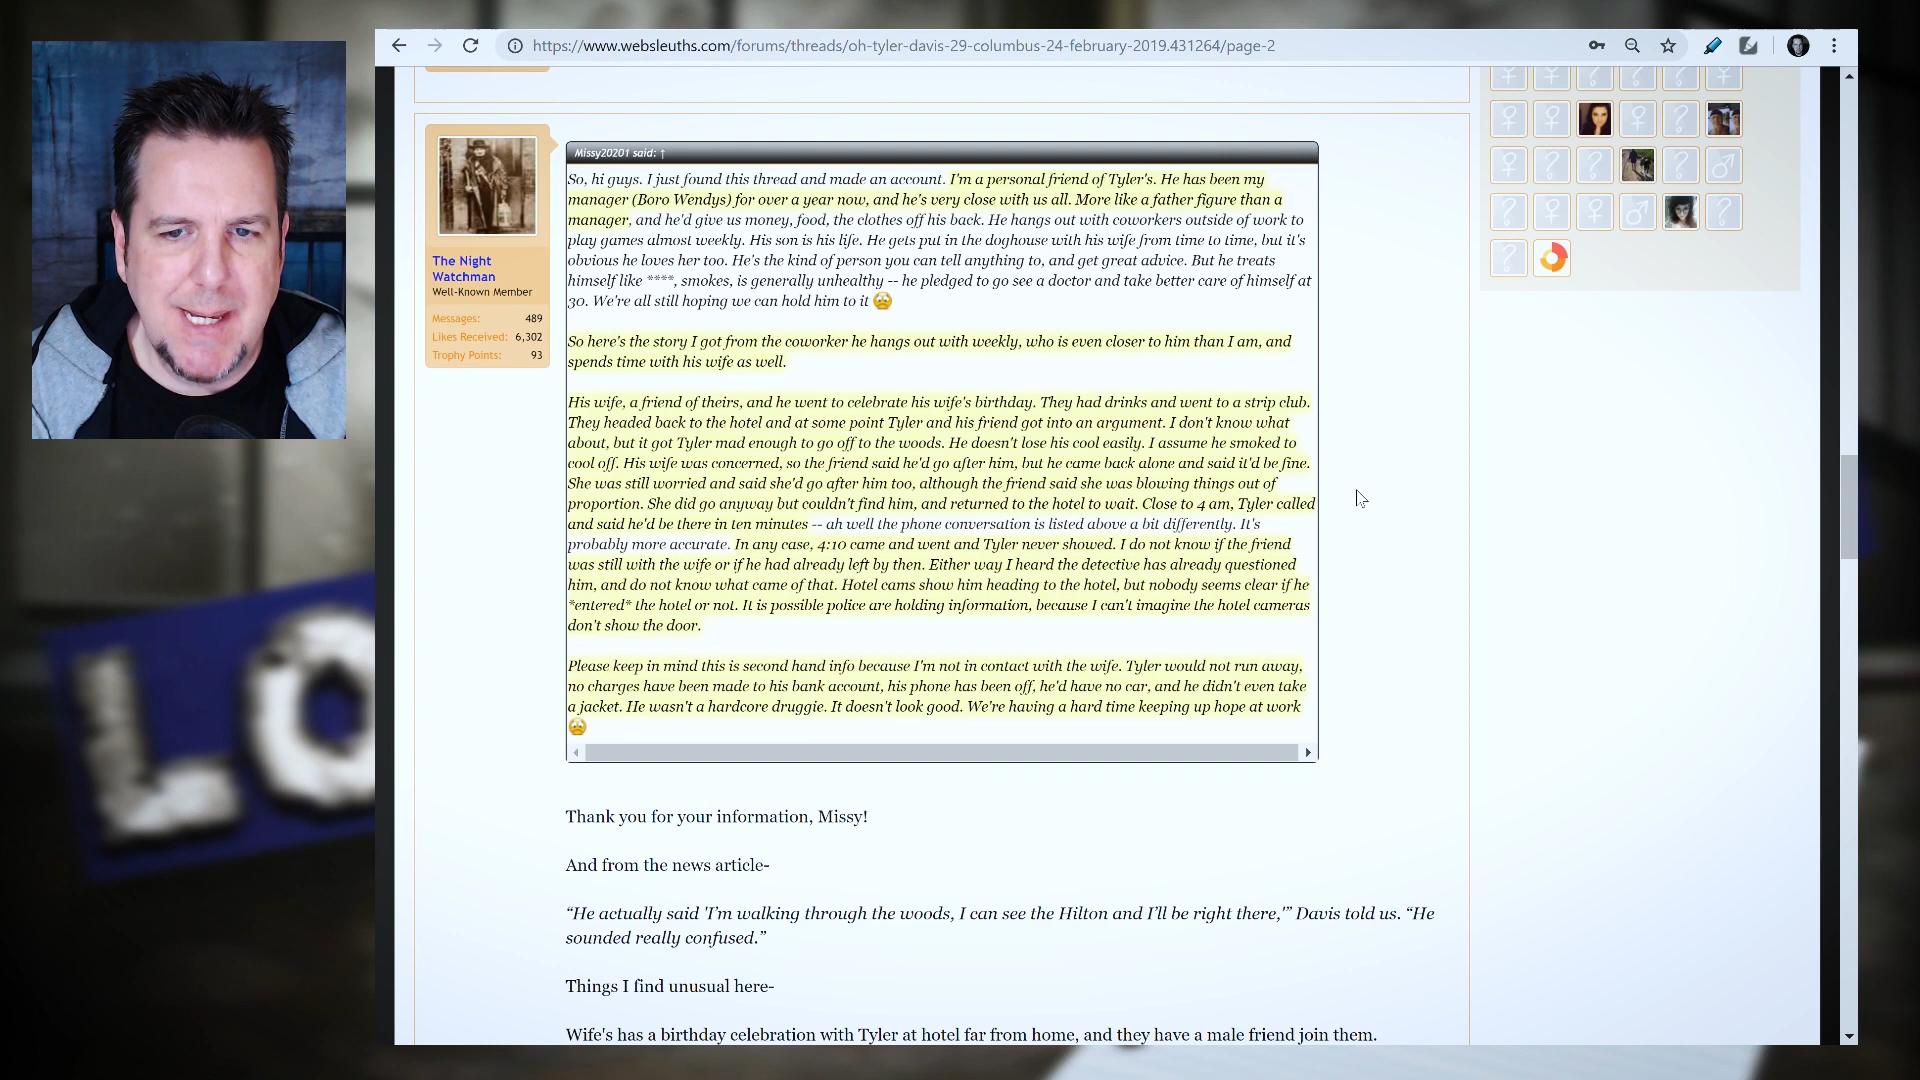 https://www.websleuths.com/forums/threads/oh-tyler-davis-29-columbus-24-february-2019.431264/page-2
Missy20201 said: ↑
So, hi guys. I just found this thread and made an account. I'm a personal friend of Tyler's. He has been my
manager (Boro Wendys) for over a year now, and he's very close with us all. More like a father figure than a
manager, and he'd give us money, food, the clothes off his back. He hangs out with coworkers outside of work to
play games almost weekly. His son is his life. He gets put in the doghouse with his wife from time to time, but it's
obvious he loves her too. He's the kind of person you can tell anything to, and get great advice. But he treats
himself like ****, smokes, is generally unhealthy -- he pledged to go see a doctor and take better care of himself at
30. We're all still hoping we can hold him to it
So here's the story I got from the coworker he hangs out with weekly, who is even closer to him than I am, and
spends time with his wife as well.
His wife, a friend of theirs, and he went to celebrate his wife's birthday. They had drinks and went to a strip club.
They headed back to the hotel and at some point Tyler and his friend got into an argument. I don't know what
about, but it got Tyler mad enough to go off to the woods. He doesn't lose his cool easily. I assume he smoked to
cool off. His wife was concerned, so the friend said he'd go after him, but he came back alone and said it'd be fine.
She was still worried and said she'd go after him too, although the friend said she was blowing things out of
proportion. She did go anyway but couldn't find him, and returned to the hotel to wait. Close to 4 am, Tyler called
and said he'd be there in ten minutes -- ah well the phone conversation is listed above a bit differently. It's
probably more accurate. In any case, 4:10 came and went and Tyler never showed. I do not know if the friend
was still with the wife or if he had already left by then. Either way I heard the detective has already questioned
him, and do not know what came of that. Hotel cams show him heading to the hotel, but nobody seems clear if he
*entered* the hotel or not. It is possible police are holding information, because I can't imagine the hotel cameras
don't show the door.
Please keep in mind this is second hand info because I'm not in contact with the wife. Tyler would not run away,
no charges have been made to his bank account, his phone has been off, he'd have no car, and he didn't even take
a jacket. He wasn't a hardcore druggie. It doesn't look good. We're having a hard time keeping up hope at work
The Night
Watchman
Well-Known Member
Messages: 489
Likes Received: 6,302
Trophy Points: 93
Thank you for your information, Missy!
And from the news article-
“He actually said 'I'm walking through the woods, I can see the Hilton and I'll be right there,'” Davis told us. “He
sounded really confused.”
Things I find unusual here-
Wife's has a birthday celebration with Tyler at hotel far from home, and they have a male friend join them.
LO